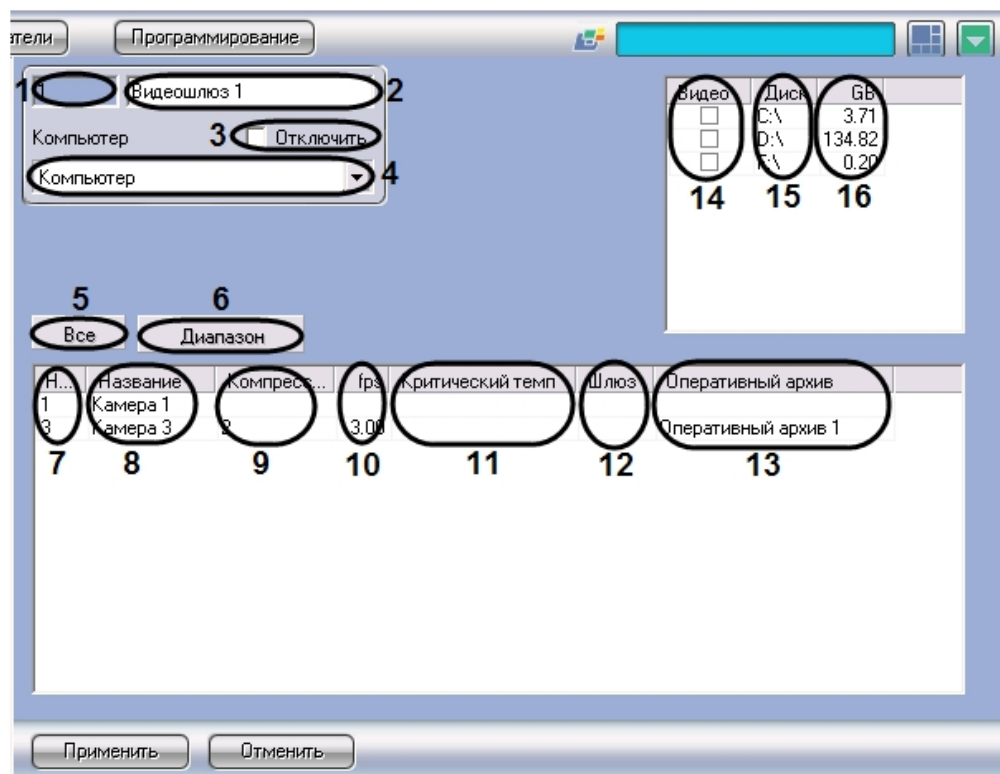 атели Программирование
1 1 Видеошлюз 1 2
Компьютер 3 Отключить
Компьютер 4
Видео Диск GB
C:\ 3.71
D:\ 134.82
F:\ 0.20
14 15 16
5 6
Все Диапазон
Н... Название Компресс... fps Критический темп Шлюз Оперативный архив
1 Камера 1
3 Камера 3 2 3.00 Оперативный архив 1
7 8 9 10 11 12 13
Применить Отменить